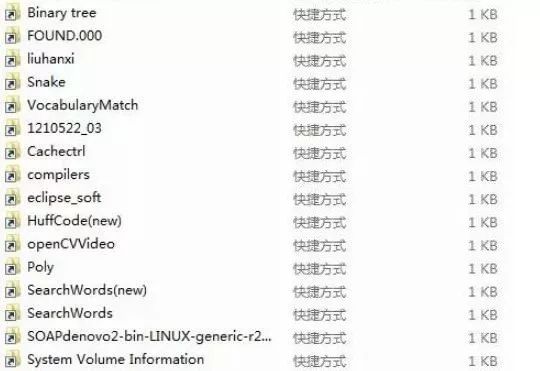 Binary tree 快捷方式 1 KB
FOUND.000 快捷方式 1 KB
liuhanxi 快捷方式 1 KB
Snake 快捷方式 1 KB
VocabularyMatch 快捷方式 1 KB
1210522_03 快捷方式 1 KB
Cachectrl 快捷方式 1 KB
compilers 快捷方式 1 KB
eclipse_soft 快捷方式 1 KB
HuffCode(new) 快捷方式 1 KB
openCVVideo 快捷方式 1 KB
Poly 快捷方式 1 KB
SearchWords(new) 快捷方式 1 KB
SearchWords 快捷方式 1 KB
SOAPdenovo2-bin-LINUX-generic-r2... 快捷方式 1 KB
System Volume Information 快捷方式 1 KB